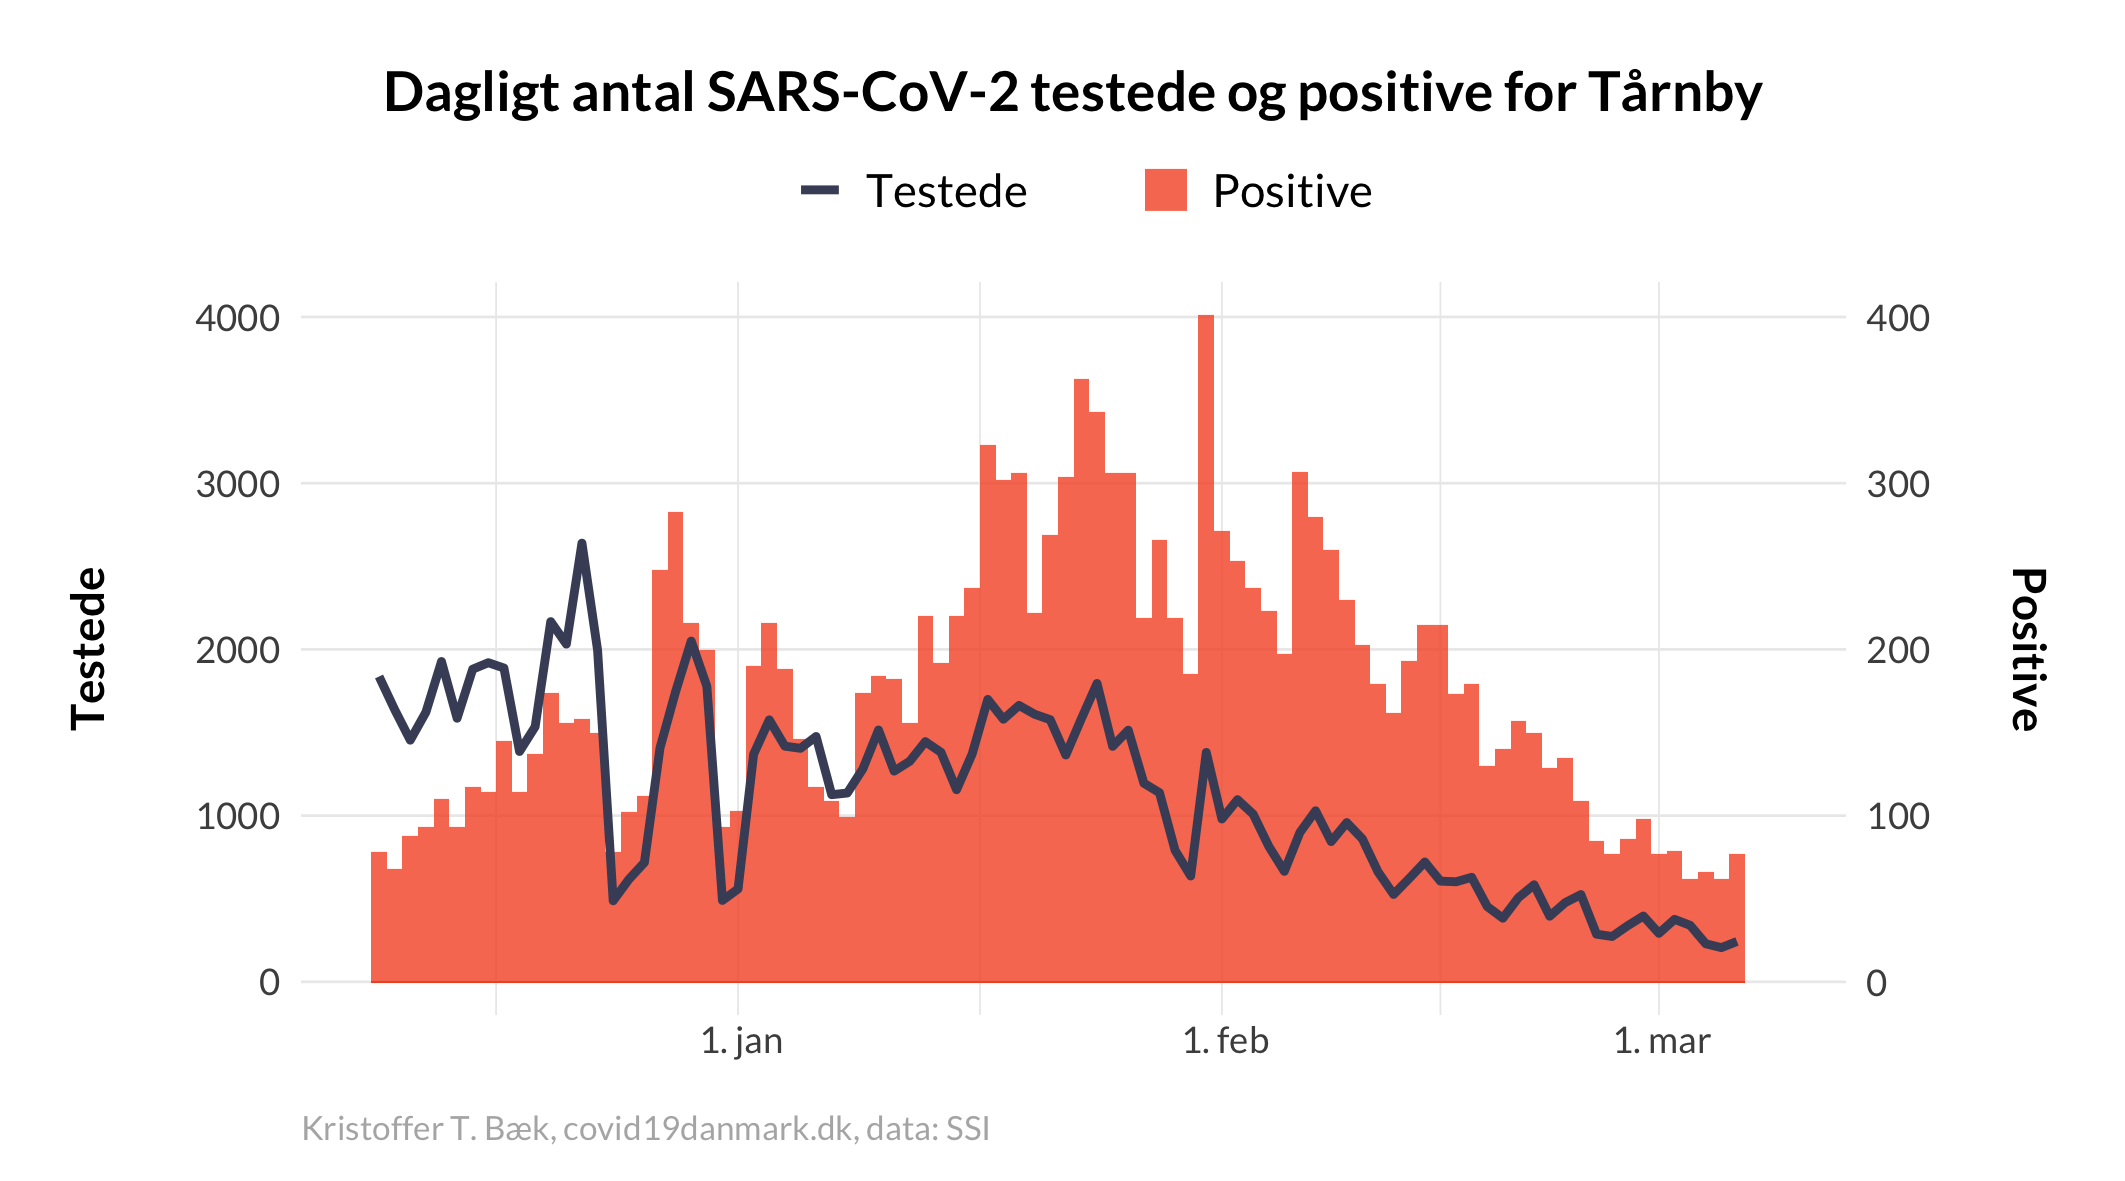 Dagligt antal SARS-CoV-2 testede og positive for Tårnby
Testede Positive
4000 400
3000 300
2000 200
1000 100
0 0
Testede
Positive
1. jan 1. feb 1. mar
Kristoffer T. Bæk, covid19danmark.dk, data: SSI